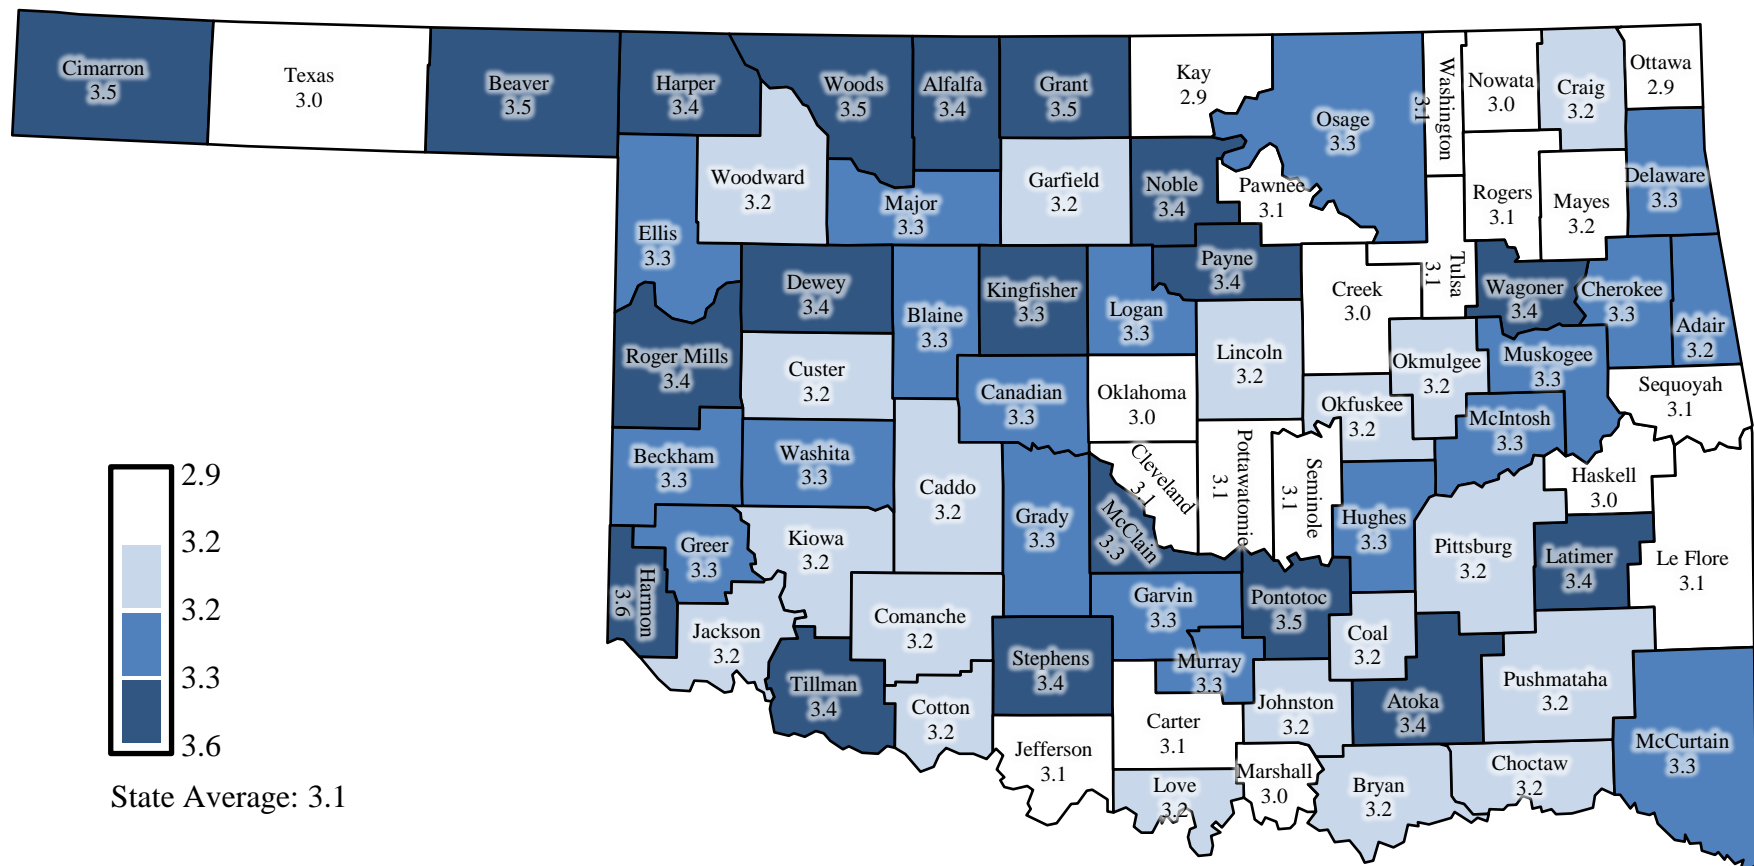 Cimarron
3.5
Texas
3.0
Beaver
3.5
Harper
3.4
Woods
3.5
Alfalfa
3.4
Grant
3.5
Kay
2.9
Osage
3.3
Washington
3.1
Nowata
3.0
Craig
3.2
Ottawa
2.9
Woodward
3.2
Major
3.3
Garfield
3.2
Noble
3.4
Pawnee
3.1
Rogers
3.1
Mayes
3.2
Delaware
3.3
Ellis
3.3
Dewey
3.4
Blaine
3.3
Kingfisher
3.3
Logan
3.3
Payne
3.4
Creek
3.0
Tulsa
3.1
Wagoner
3.4
Cherokee
3.3
Adair
3.2
Roger Mills
3.4
Custer
3.2
Canadian
3.3
Oklahoma
3.0
Lincoln
3.2
Okfuskee
3.2
Okmulgee
3.2
Muskogee
3.3
Sequoyah
3.1
McIntosh
3.3
Beckham
3.3
Washita
3.3
Caddo
3.2
Grady
3.3
Cleveland
3.1
McClain
3.3
Pottawatomie
3.1
Seminole
3.1
Hughes
3.3
Pittsburg
3.2
Haskell
3.0
Latimer
3.4
Le Flore
3.1
Harmon
3.6
Greer
3.3
Kiowa
3.2
Jackson
3.2
Comanche
3.2
Tillman
3.4
Cotton
3.2
Stephens
3.4
Garvin
3.3
Murray
3.3
Pontotoc
3.5
Coal
3.2
Johnston
3.2
Atoka
3.4
Pushmataha
3.2
McCurtain
3.3
Jefferson
3.1
Carter
3.1
Love
3.2
Marshall
3.0
Bryan
3.2
Choctaw
3.2
2.9
3.2
3.2
3.3
3.6
State Average: 3.1